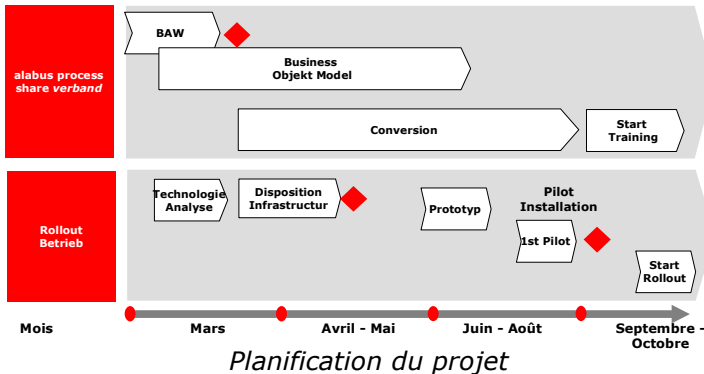 BAW
alabus process
share verband
Business
Objekt Model
Conversion
Start
Training
Technologie
Analyse
Disposition
Infrastructur
Prototyp
Pilot
Installation
1st Pilot
Rollout
Betrieb
Start
Rollout
Mois
Mars
Avril - Mai
Juin - Août
Septembre -
Octobre
Planification du projet